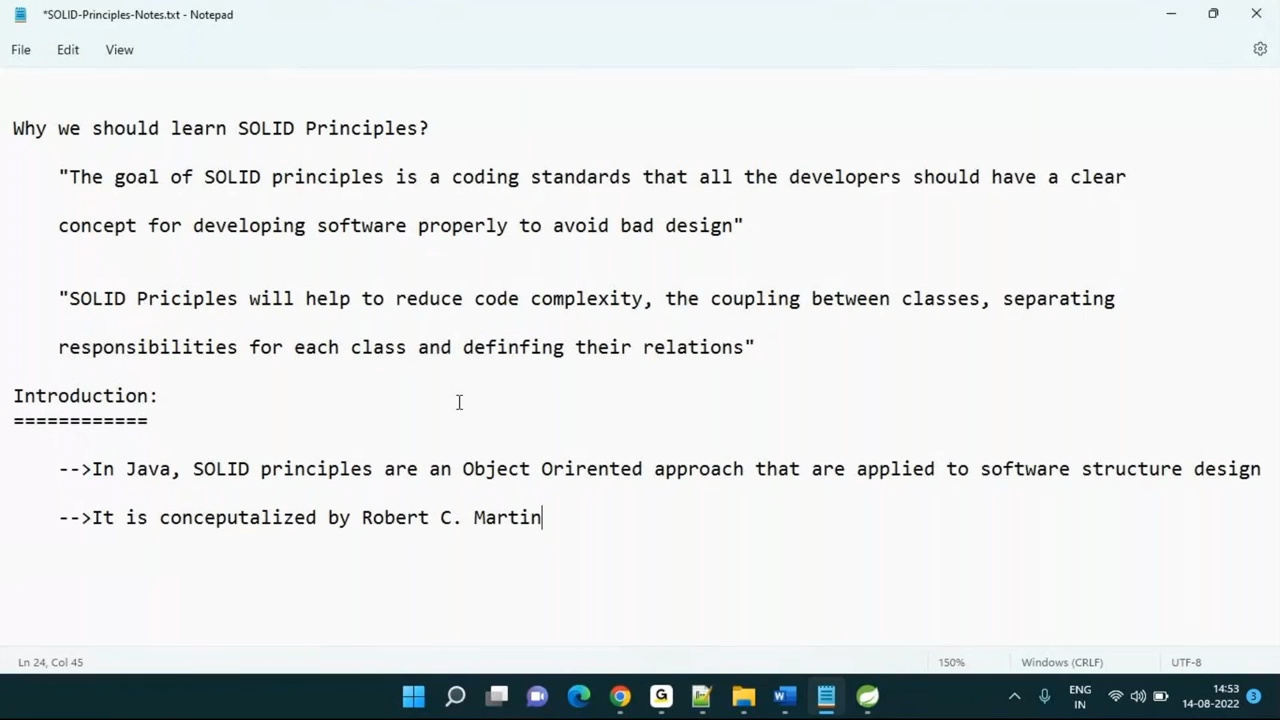 *SOLID-Principles-Notes.txt - Notepad
File Edit View
Why we should learn SOLID Principles?
"The goal of SOLID principles is a coding standards that all the developers should have a clear
concept for developing software properly to avoid bad design"
"SOLID Priciples will help to reduce code complexity, the coupling between classes, separating
responsibilities for each class and definfing their relations"
Introduction:
============
-->In Java, SOLID principles are an Object Orirented approach that are applied to software structure design
-->It is conceputalized by Robert C. Martin
Ln 24, Col 45 150% Windows (CRLF) UTF-8
ENG 14:53
IN 14-08-2022 3